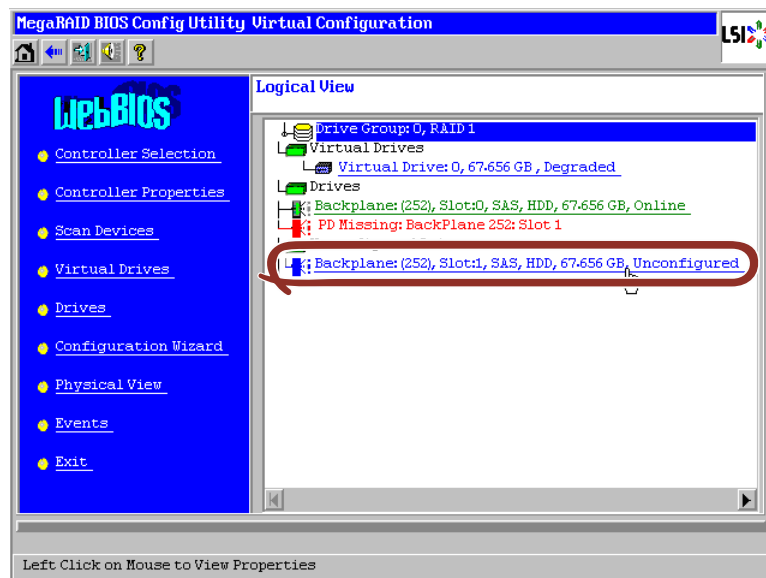 MegaRAID BIOS Config Utility Virtual Configuration
LSI
WebBIOS
Controller Selection
Controller Properties
Scan Devices
Virtual Drives
Drives
Configuration Wizard
Physical View
Events
Exit
Logical View
Drive Group: 0, RAID 1
Virtual Drives
Virtual Drive: 0, 67.656 GB, Degraded
Drives
Backplane: (252), Slot:0, SAS, HDD, 67.656 GB, Online
PD Missing: BackPlane 252: Slot 1
Backplane: (252), Slot:1, SAS, HDD, 67.656 GB, Unconfigured
Left Click on Mouse to View Properties